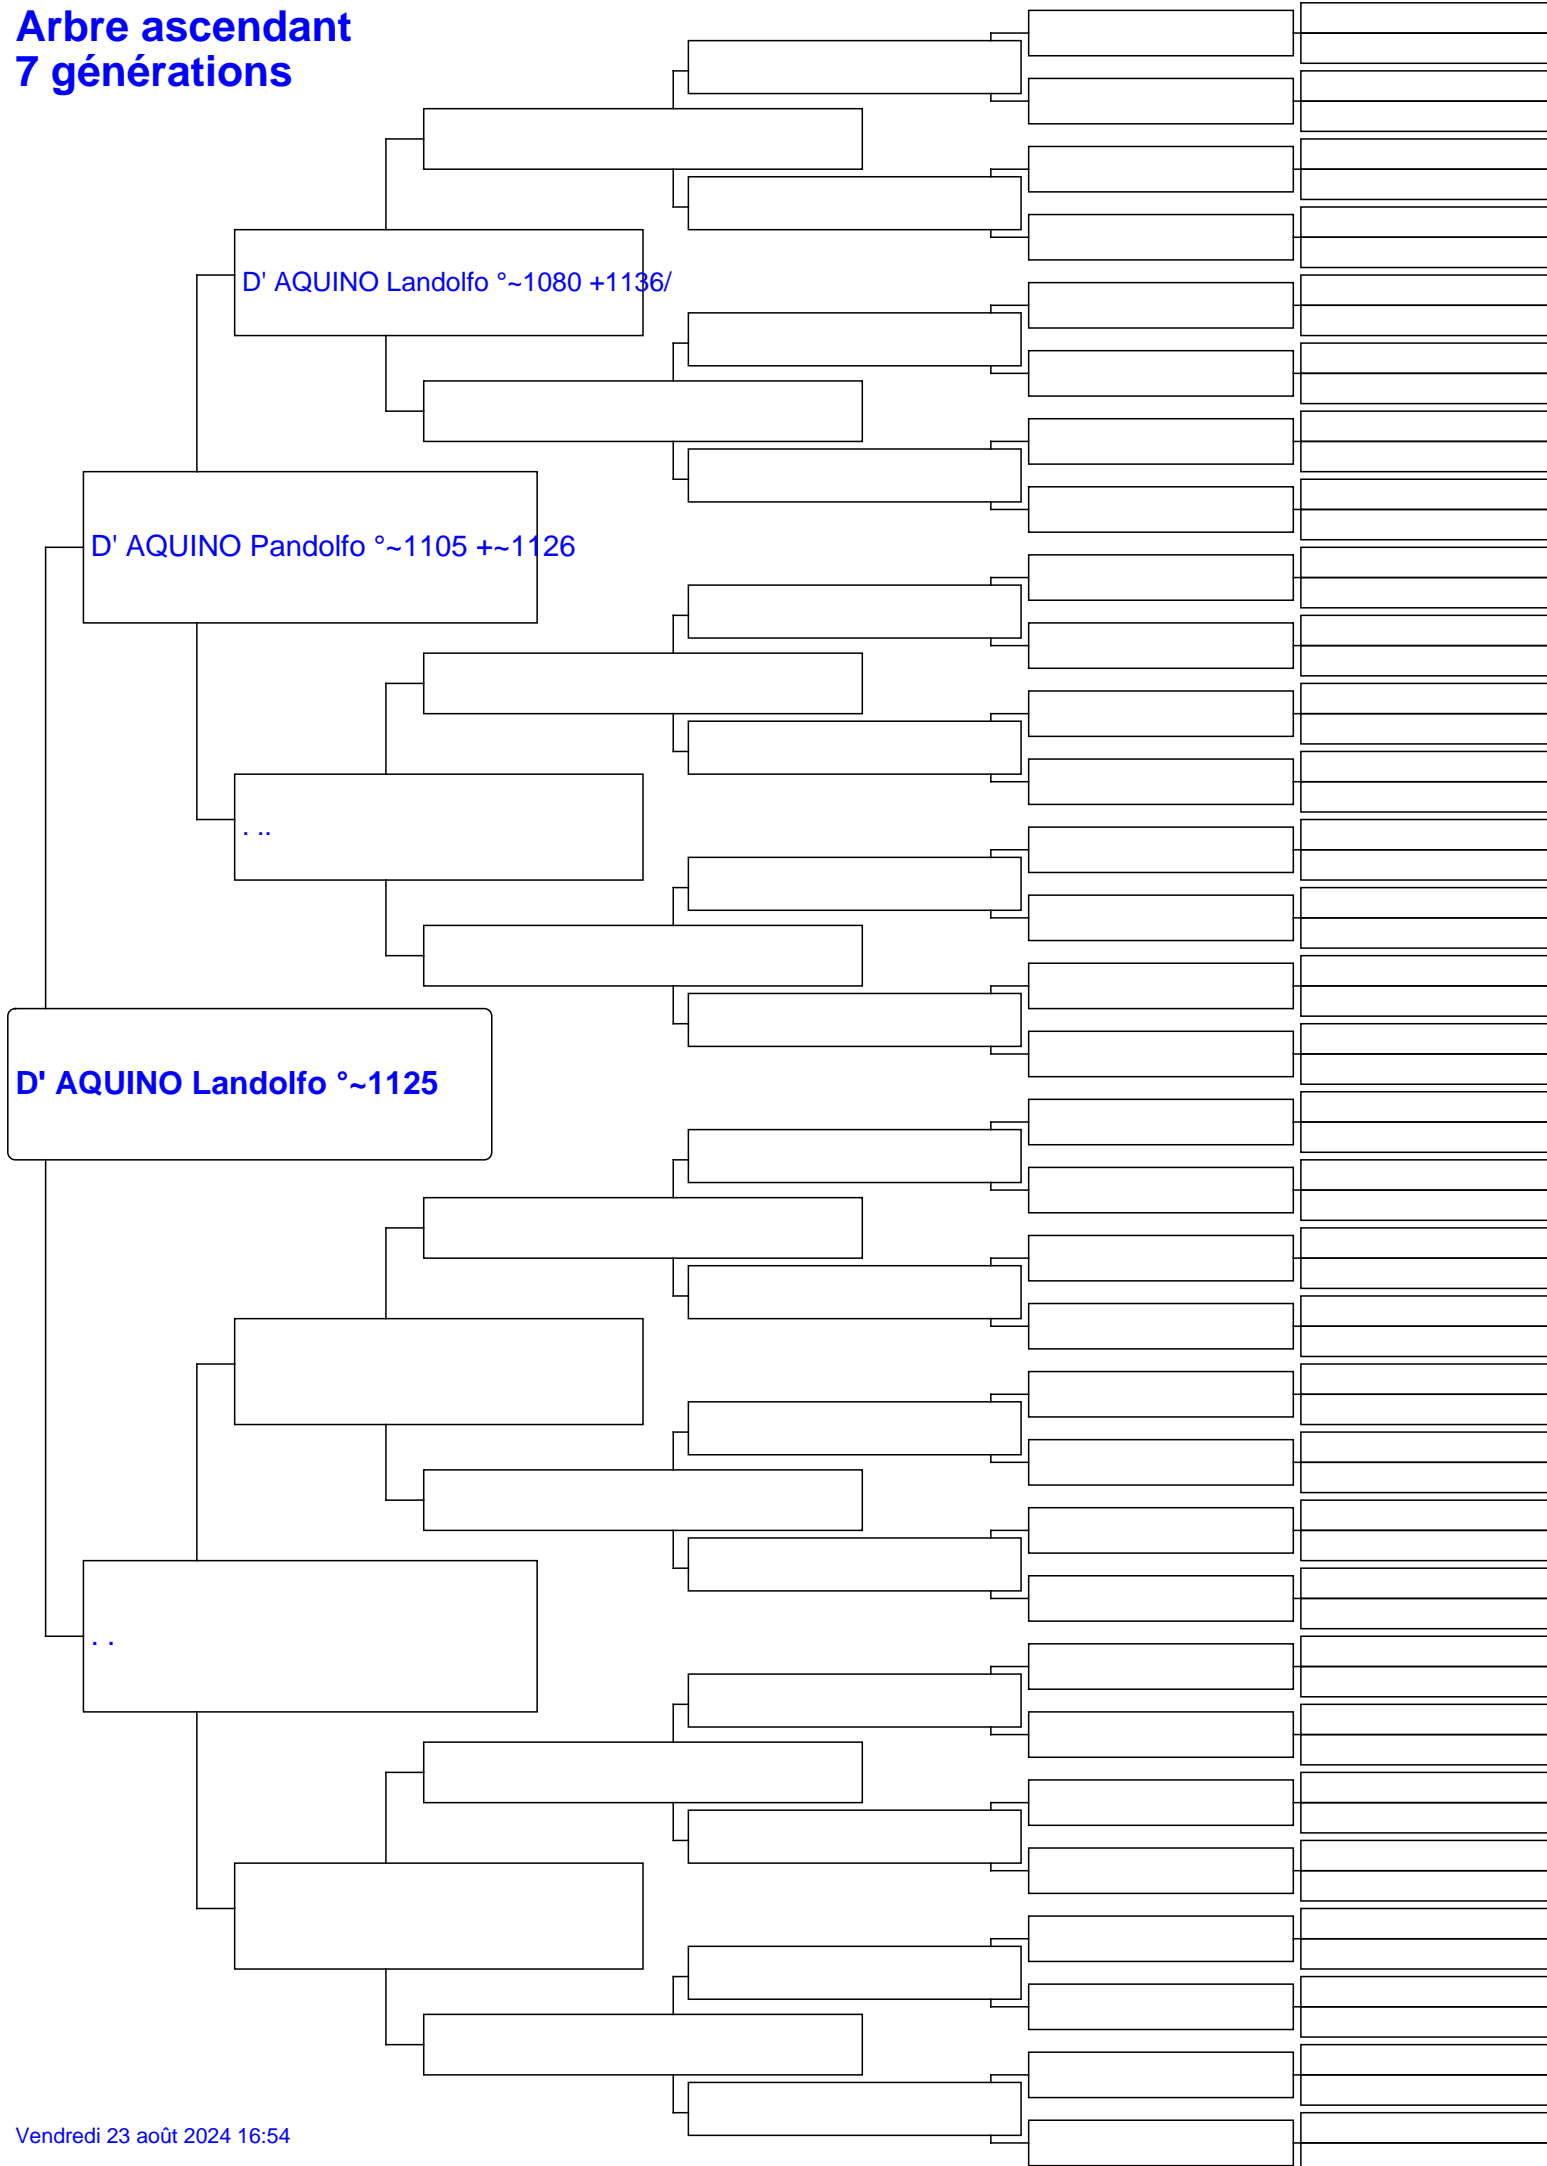 Arbre ascendant
7 générations
D' AQUINO Landolfo °~1080 +1136/
D' AQUINO Pandolfo °~1105 +~1126
. ..
D' AQUINO Landolfo °~1125
. .
Vendredi 23 août 2024 16:54